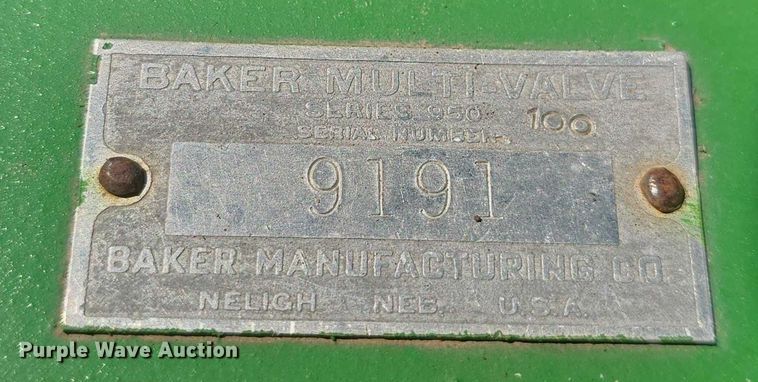 BAKER MULTI-VALVE
SERIES 950 100
SERIAL NUMBER
9191
BAKER MANUFACTURING CO.
NELIGH NEB. U.S.A.
Purple Wave Auction